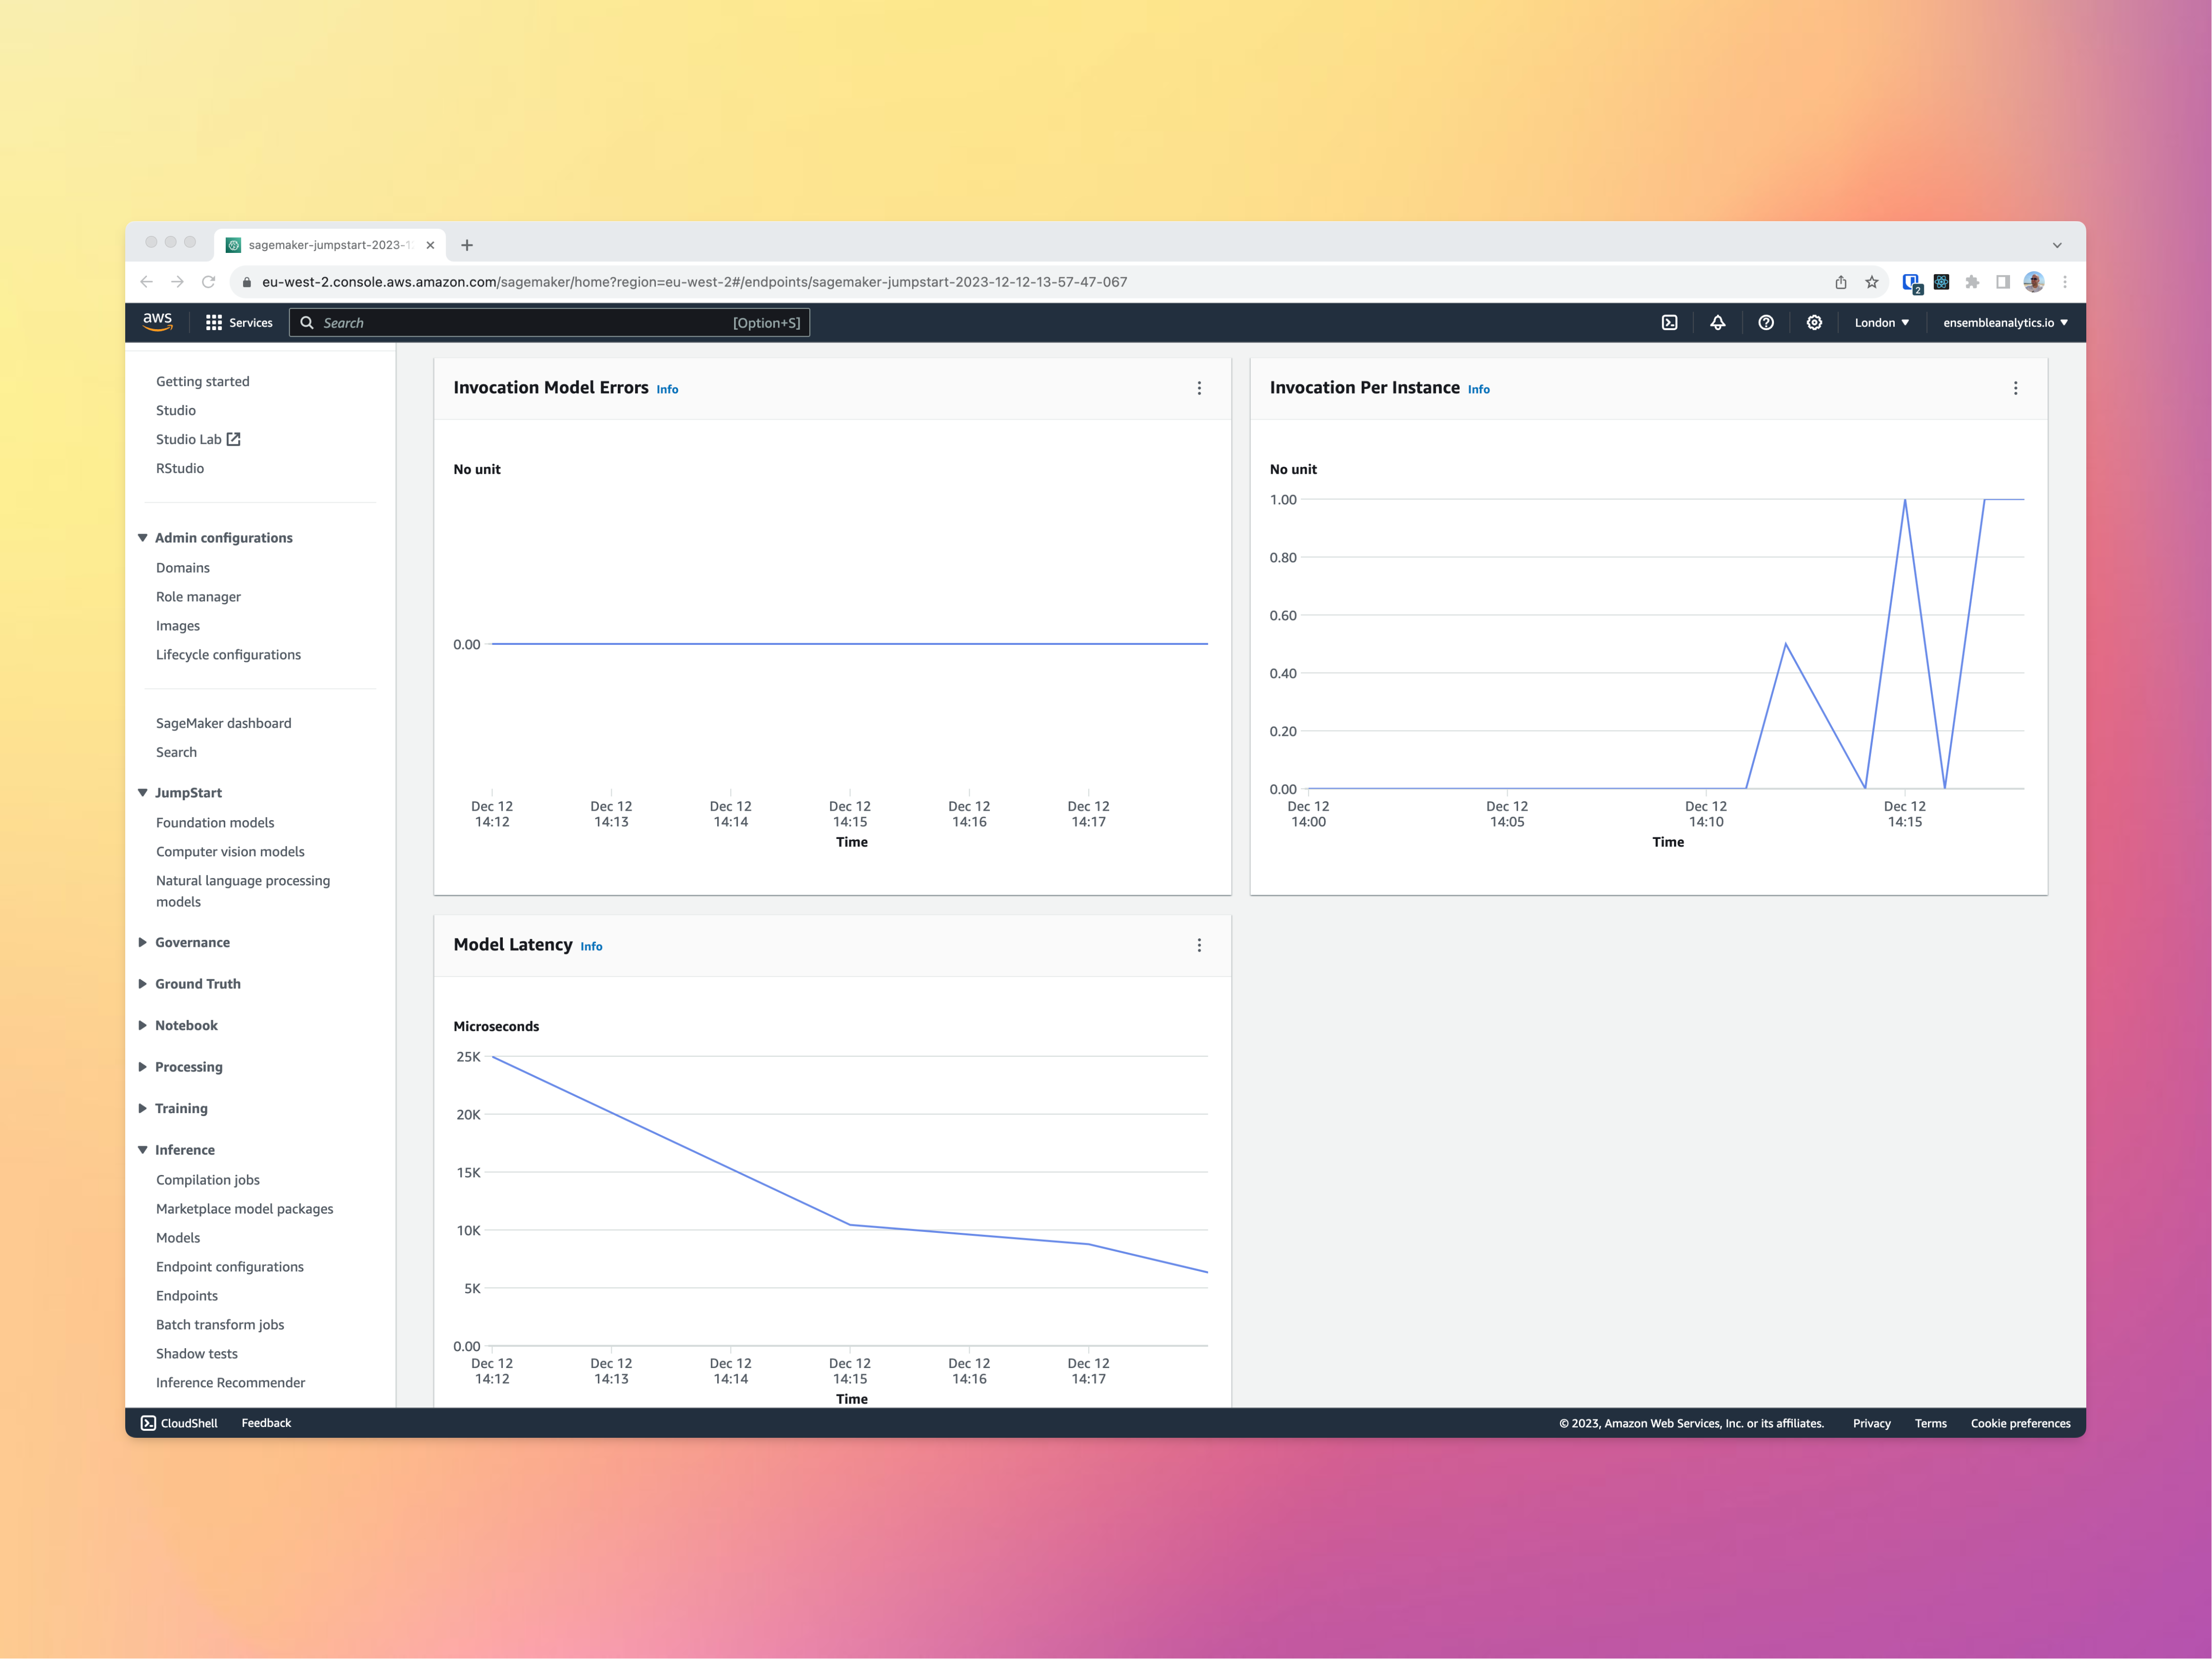 sagemaker-jumpstart-2023-1
eu-west-2.console.aws.amazon.com/sagemaker/home?region=eu-west-2#/endpoints/sagemaker-jumpstart-2023-12-12-13-57-47-067
2
aws
Services
Search
[Option+S]
London
ensembleanalytics.io
Getting started
Studio
Studio Lab
RStudio
Admin configurations
Domains
Role manager
Images
Lifecycle configurations
SageMaker dashboard
Search
JumpStart
Foundation models
Computer vision models
Natural language processing
models
Governance
Ground Truth
Notebook
Processing
Training
Inference
Compilation jobs
Marketplace model packages
Models
Endpoint configurations
Endpoints
Batch transform jobs
Shadow tests
Inference Recommender
Invocation Model Errors Info
No unit
0.00
Dec 12 Dec 12 Dec 12 Dec 12 Dec 12 Dec 12
14:12 14:13 14:14 14:15 14:16 14:17
Time
Invocation Per Instance Info
No unit
1.00
0.80
0.60
0.40
0.20
0.00
Dec 12 Dec 12 Dec 12 Dec 12
14:00 14:05 14:10 14:15
Time
Model Latency Info
Microseconds
25K
20K
15K
10K
5K
0.00
Dec 12 Dec 12 Dec 12 Dec 12 Dec 12 Dec 12
14:12 14:13 14:14 14:15 14:16 14:17
Time
CloudShell Feedback
© 2023, Amazon Web Services, Inc. or its affiliates. Privacy Terms Cookie preferences